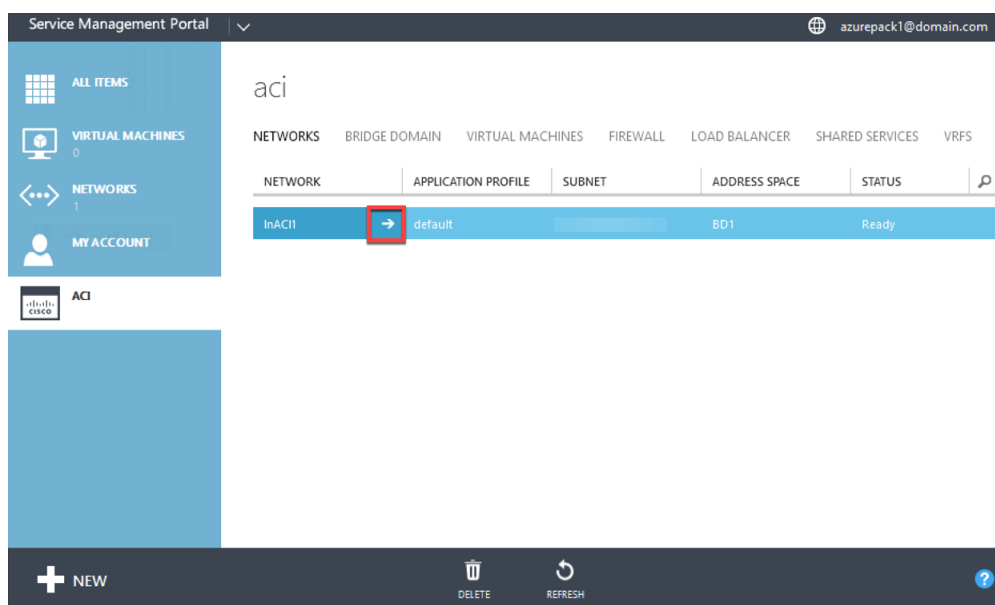 Service Management Portal
azurepack1@domain.com
ALL ITEMS
VIRTUAL MACHINES
0
NETWORKS
1
MY ACCOUNT
CISCO
ACI
aci
NETWORKS BRIDGE DOMAIN VIRTUAL MACHINES FIREWALL LOAD BALANCER SHARED SERVICES VRFS
NETWORK APPLICATION PROFILE SUBNET ADDRESS SPACE STATUS
InACI1 default BD1 Ready
NEW
DELETE
REFRESH
?